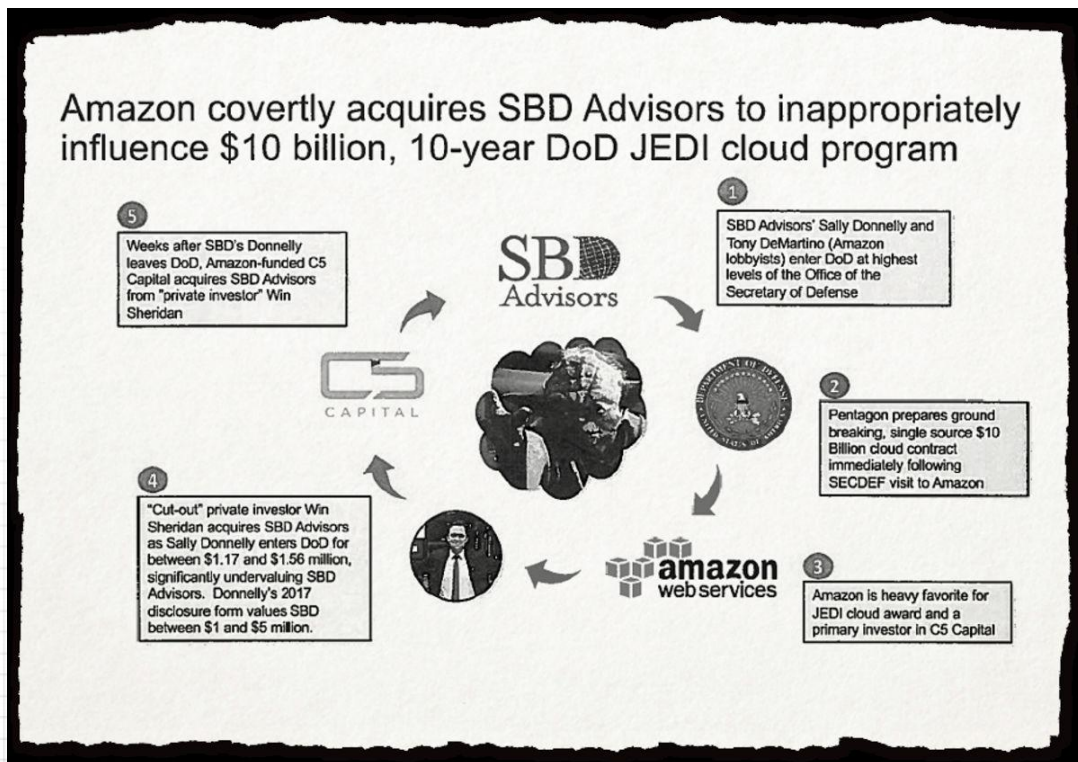 Amazon covertly acquires SBD Advisors to inappropriately
influence $10 billion, 10-year DoD JEDI cloud program
1
SBD Advisors' Sally Donnelly and
Tony DeMartino (Amazon
lobbyists) enter DoD at highest
levels of the Office of the
Secretary of Defense
5
Weeks after SBD's Donnelly
leaves DoD, Amazon-funded C5
Capital acquires SBD Advisors
from "private investor" Win
Sheridan
SBD
Advisors
C5
CAPITAL
DEPARTMENT OF DEFENSE
UNITED STATES OF AMERICA
2
Pentagon prepares ground
breaking, single source $10
Billion cloud contract
immediately following
SECDEF visit to Amazon
4
"Cut-out" private investor Win
Sheridan acquires SBD Advisors
as Sally Donnelly enters DoD for
between $1.17 and $1.56 million,
significantly undervaluing SBD
Advisors. Donnelly's 2017
disclosure form values SBD
between $1 and $5 million.
amazon
webservices
3
Amazon is heavy favorite for
JEDI cloud award and a
primary investor in C5 Capital